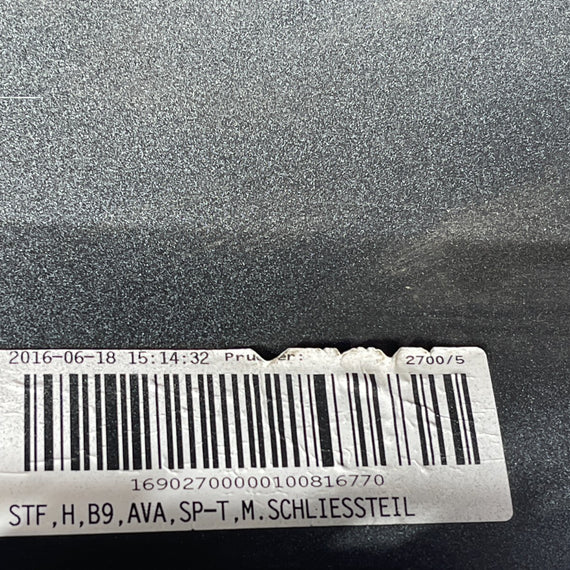 2016-06-18 15:14:32 2700/5
16902700000100816770
STF,H,B9,AVA,SP-T,M.SCHLIESSTEIL